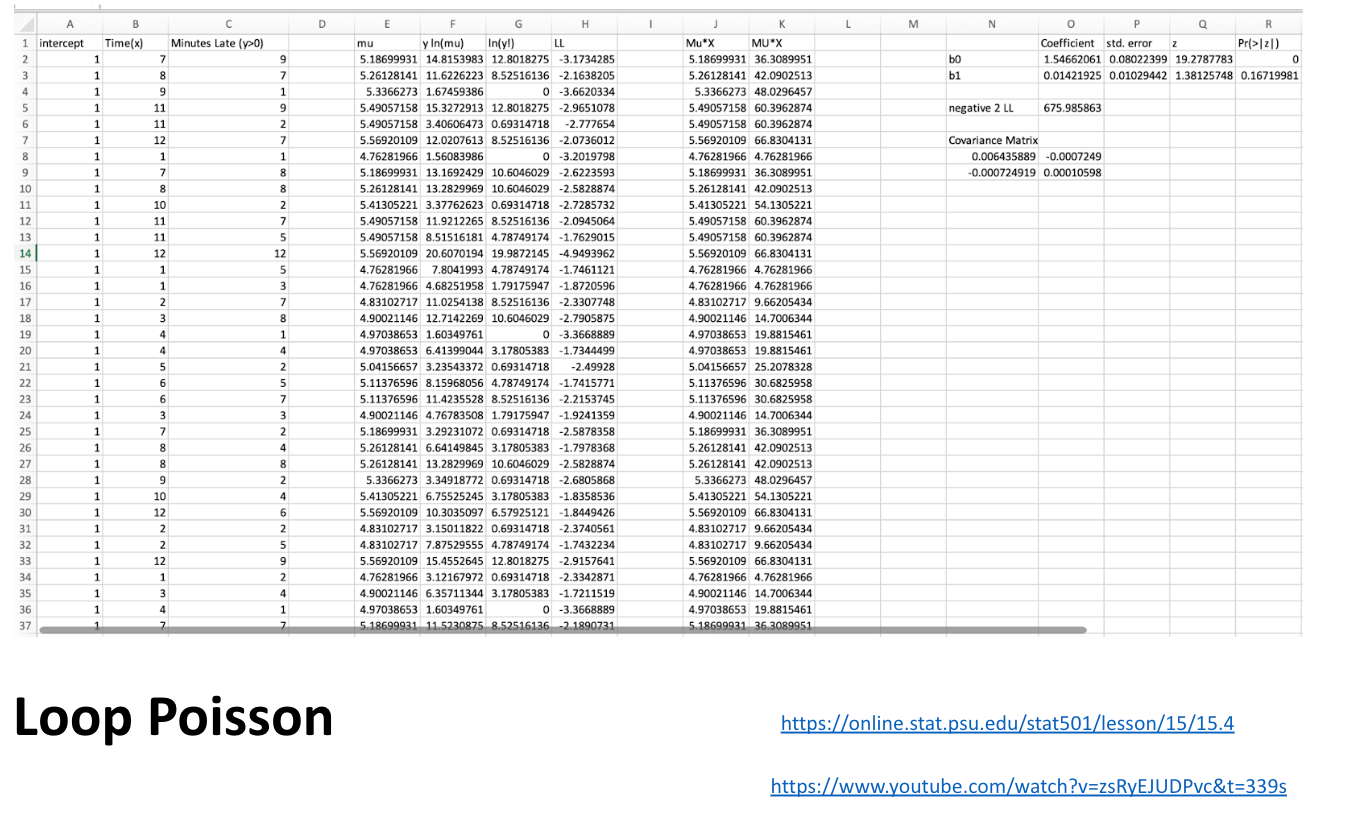 A B C D E F G H I J K L M N O P Q R
1 intercept Time(x) Minutes Late (y>0) mu y ln(mu) ln(y!) LL Mu*X MU*X Coefficient std. error z Pr(>|z|)
2 1 7 9 5.18699931 14.8153983 12.8018275 -3.1734285 5.18699931 36.3089951 b0 1.54662061 0.08022399 19.2787783 0
3 1 8 7 5.26128141 11.6226223 8.52516136 -2.1638205 5.26128141 42.0902513 b1 0.01421925 0.01029442 1.38125748 0.16719981
4 1 9 1 5.3366273 1.67459386 0 -3.6620334 5.3366273 48.0296457
5 1 11 9 5.49057158 15.3272913 12.8018275 -2.9651078 5.49057158 60.3962874 negative 2 LL 675.985863
6 1 11 2 5.49057158 3.40606473 0.69314718 -2.777654 5.49057158 60.3962874
7 1 12 7 5.56920109 12.0207613 8.52516136 -2.0736012 5.56920109 66.8304131 Covariance Matrix
8 1 1 1 4.76281966 1.56083986 0 -3.2019798 4.76281966 4.76281966 0.006435889 -0.0007249
9 1 7 8 5.18699931 13.1692429 10.6046029 -2.6223593 5.18699931 36.3089951 -0.000724919 0.00010598
10 1 8 8 5.26128141 13.2829969 10.6046029 -2.5828874 5.26128141 42.0902513
11 1 10 2 5.41305221 3.37762623 0.69314718 -2.7285732 5.41305221 54.1305221
12 1 11 7 5.49057158 11.9212265 8.52516136 -2.0945064 5.49057158 60.3962874
13 1 11 5 5.49057158 8.51516181 4.78749174 -1.7629015 5.49057158 60.3962874
14 1 12 12 5.56920109 20.6070194 19.9872145 -4.9493962 5.56920109 66.8304131
15 1 1 5 4.76281966 7.8041993 4.78749174 -1.7461121 4.76281966 4.76281966
16 1 1 3 4.76281966 4.68251958 1.79175947 -1.8720596 4.76281966 4.76281966
17 1 2 7 4.83102717 11.0254138 8.52516136 -2.3307748 4.83102717 9.66205434
18 1 3 8 4.90021146 12.7142269 10.6046029 -2.7905875 4.90021146 14.7006344
19 1 4 1 4.97038653 1.60349761 0 -3.3668889 4.97038653 19.8815461
20 1 4 4 4.97038653 6.41399044 3.17805383 -1.7344499 4.97038653 19.8815461
21 1 5 2 5.04156657 3.23543372 0.69314718 -2.49928 5.04156657 25.2078328
22 1 6 5 5.11376596 8.15968056 4.78749174 -1.7415771 5.11376596 30.6825958
23 1 6 7 5.11376596 11.4235528 8.52516136 -2.2153745 5.11376596 30.6825958
24 1 3 3 4.90021146 4.76783508 1.79175947 -1.9241359 4.90021146 14.7006344
25 1 7 2 5.18699931 3.29231072 0.69314718 -2.5878358 5.18699931 36.3089951
26 1 8 4 5.26128141 6.64149845 3.17805383 -1.7978368 5.26128141 42.0902513
27 1 8 8 5.26128141 13.2829969 10.6046029 -2.5828874 5.26128141 42.0902513
28 1 9 2 5.3366273 3.34918772 0.69314718 -2.6805868 5.3366273 48.0296457
29 1 10 4 5.41305221 6.75525245 3.17805383 -1.8358536 5.41305221 54.1305221
30 1 12 6 5.56920109 10.3035097 6.57925121 -1.8449426 5.56920109 66.8304131
31 1 2 2 4.83102717 3.15011822 0.69314718 -2.3740561 4.83102717 9.66205434
32 1 2 5 4.83102717 7.87529555 4.78749174 -1.7432234 4.83102717 9.66205434
33 1 12 9 5.56920109 15.4552645 12.8018275 -2.9157641 5.56920109 66.8304131
34 1 1 2 4.76281966 3.12167972 0.69314718 -2.3342871 4.76281966 4.76281966
35 1 3 4 4.90021146 6.35711344 3.17805383 -1.7211519 4.90021146 14.7006344
36 1 4 1 4.97038653 1.60349761 0 -3.3668889 4.97038653 19.8815461
37 1 7 7 5.18699931 11.5230875 8.52516136 -2.1890731 5.18699931 36.3089951
Loop Poisson
https://online.stat.psu.edu/stat501/lesson/15/15.4
https://www.youtube.com/watch?v=zsRyEJUDPvc&t=339s